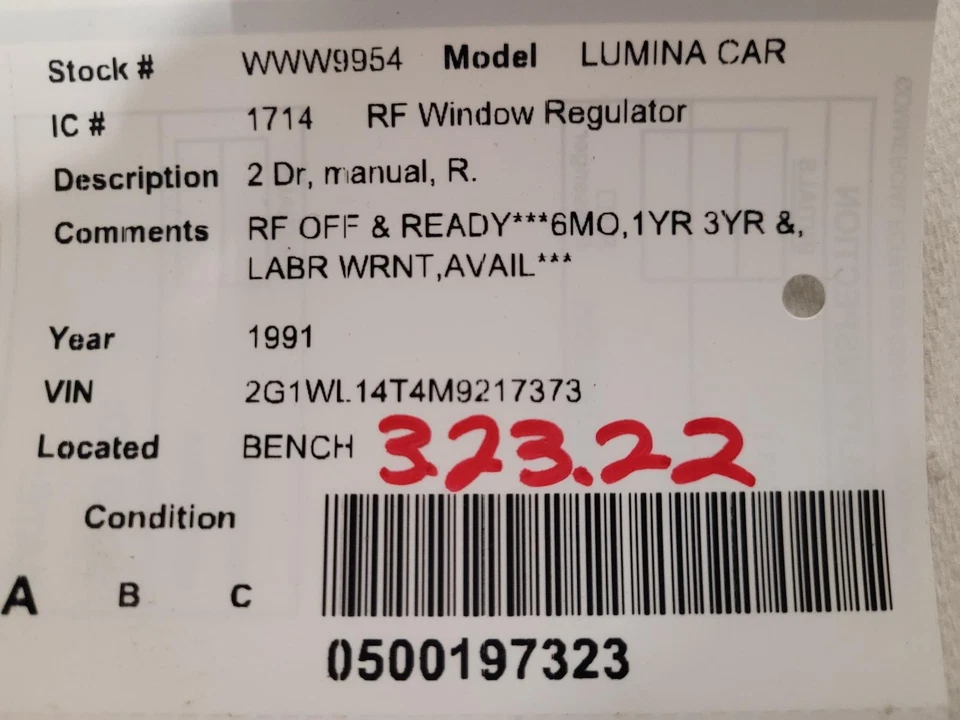 Stock # WWW9954 Model LUMINA CAR
IC # 1714 RF Window Regulator
Description 2 Dr, manual, R.
Comments RF OFF & READY***6MO,1YR 3YR &,
LABR WRNT,AVAIL***
Year 1991
VIN 2G1WL14T4M9217373
Located BENCH 323.22
Condition
A B C
0500197323